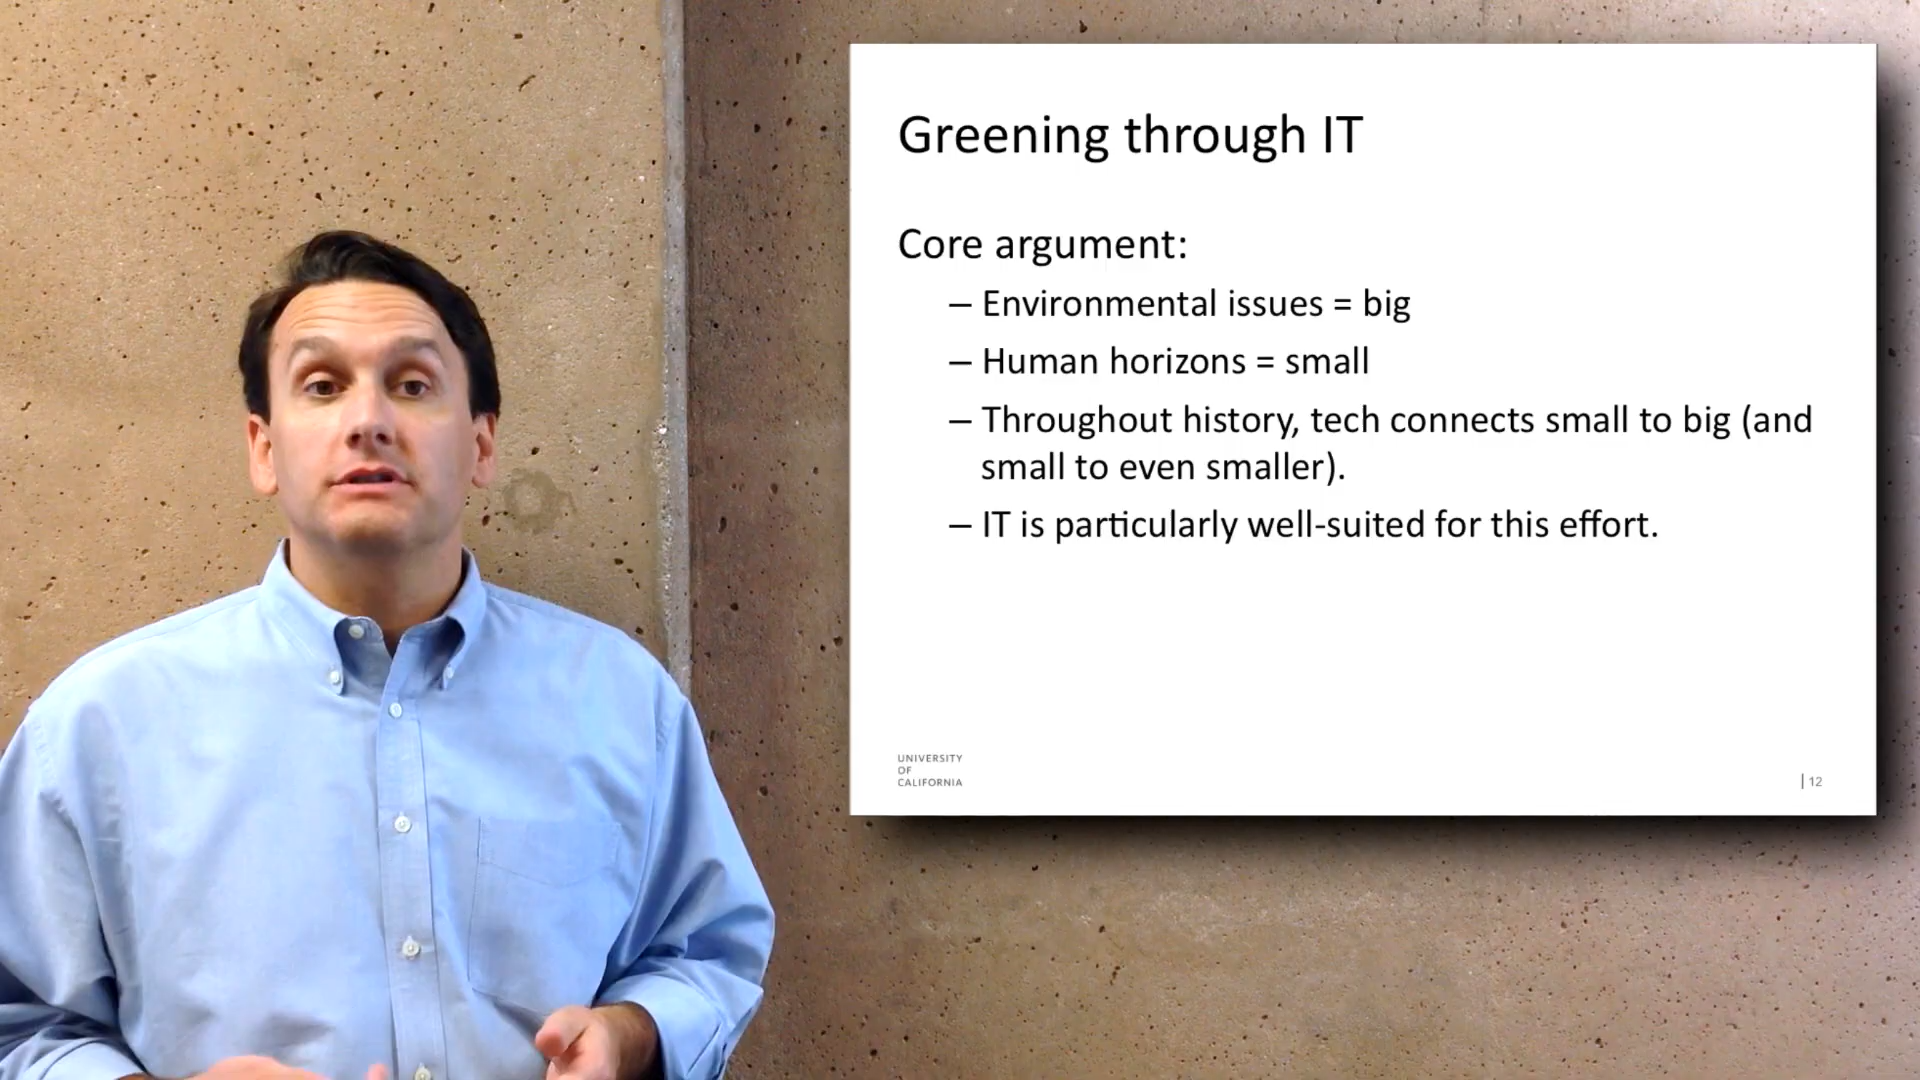 Greening through IT
Core argument:
– Environmental issues = big
– Human horizons = small
– Throughout history, tech connects small to big (and
small to even smaller).
– IT is particularly well-suited for this effort.
UNIVERSITY
OF
CALIFORNIA
| 12